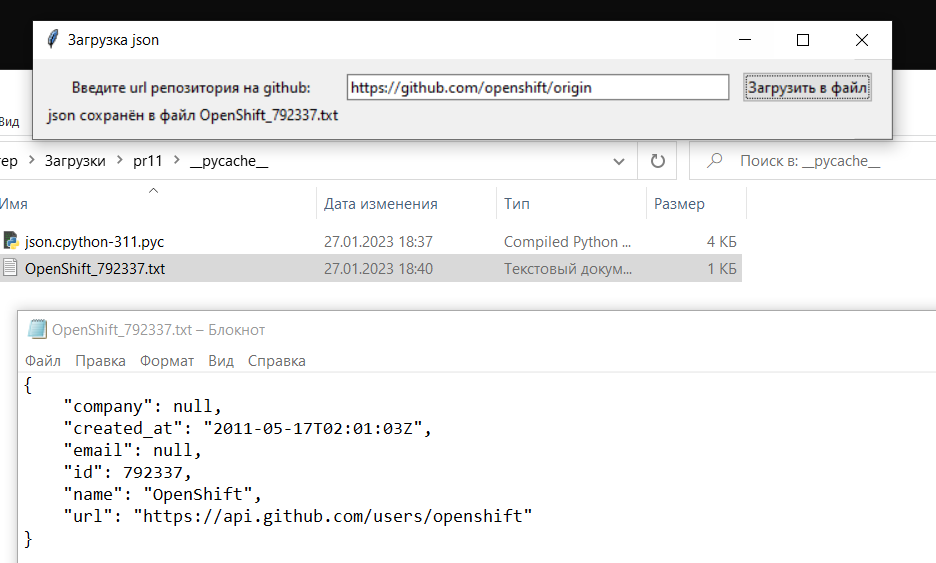 Загрузка json
Введите url репозитория на github: https://github.com/openshift/origin Загрузить в файл
json сохранён в файл OpenShift_792337.txt
Вид
Загрузки > pr11 > __pycache__ Поиск в: __pycache__
Имя Дата изменения Тип Размер
json.cpython-311.pyc 27.01.2023 18:37 Compiled Python ... 4 КБ
OpenShift_792337.txt 27.01.2023 18:40 Текстовый докум... 1 КБ
OpenShift_792337.txt – Блокнот
Файл Правка Формат Вид Справка
{
"company": null,
"created_at": "2011-05-17T02:01:03Z",
"email": null,
"id": 792337,
"name": "OpenShift",
"url": "https://api.github.com/users/openshift"
}